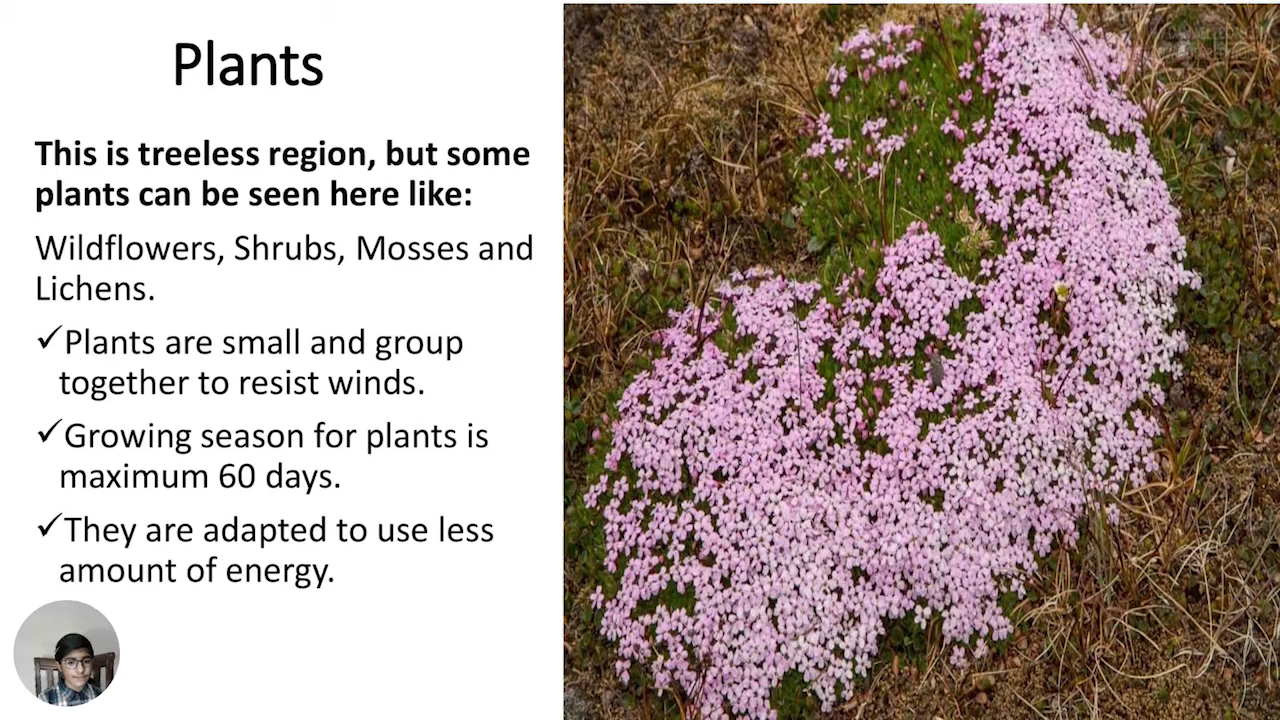 Plants
This is treeless region, but some
plants can be seen here like:
Wildflowers, Shrubs, Mosses and
Lichens.
✓Plants are small and group
together to resist winds.
✓Growing season for plants is
maximum 60 days.
✓They are adapted to use less
amount of energy.